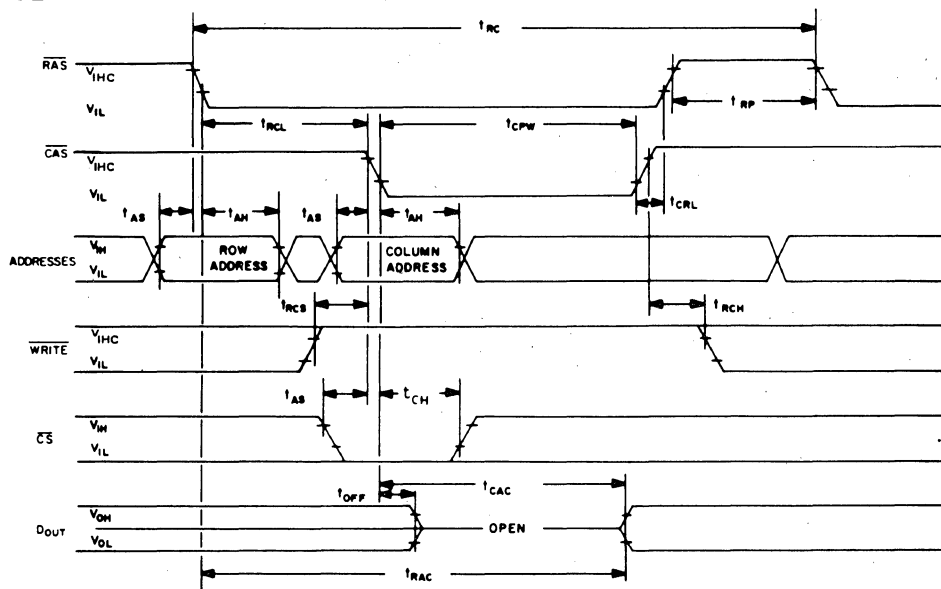 tRC
RAS
VIHC
VIL
tRP
tRCL
tCPW
CAS
VIHC
VIL
tCRL
tAS
tAH
tAS
tAH
ADDRESSES
VIH
VIL
ROW
ADDRESS
COLUMN
ADDRESS
tRCS
tRCH
WRITE
VIHC
VIL
tAS
tCH
CS
VIH
VIL
tCAC
tOFF
DOUT
VOH
VOL
OPEN
tRAC